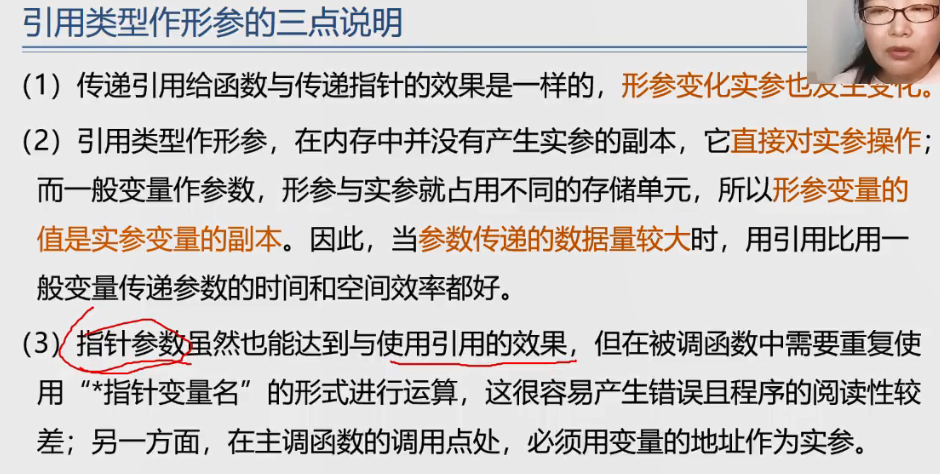 引用类型作形参的三点说明
（1）传递引用给函数与传递指针的效果是一样的，形参变化实参也发生变化。
（2）引用类型作形参，在内存中并没有产生实参的副本，它直接对实参操作；
而一般变量作参数，形参与实参就占用不同的存储单元，所以形参变量的
值是实参变量的副本。因此，当参数传递的数据量较大时，用引用比用一
般变量传递参数的时间和空间效率都好。
（3）指针参数虽然也能达到与使用引用的效果，但在被调函数中需要重复使
用“*指针变量名”的形式进行运算，这很容易产生错误且程序的阅读性较
差；另一方面，在主调函数的调用点处，必须用变量的地址作为实参。